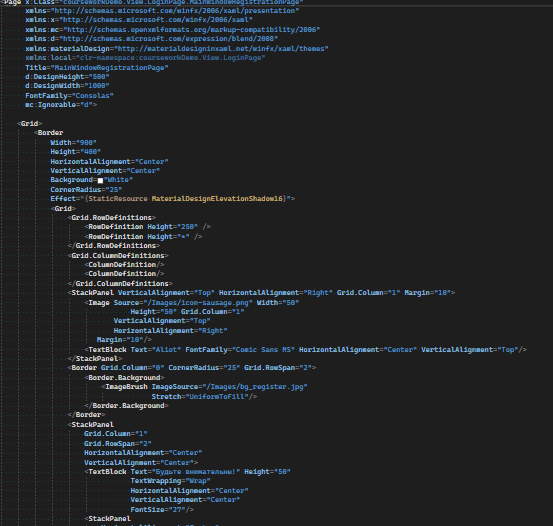 <Page x:Class="courseworkDemo.View.LoginPage.MainWindowRegistrationPage"
xmlns="http://schemas.microsoft.com/winfx/2006/xaml/presentation"
xmlns:x="http://schemas.microsoft.com/winfx/2006/xaml"
xmlns:mc="http://schemas.openxmlformats.org/markup-compatibility/2006"
xmlns:d="http://schemas.microsoft.com/expression/blend/2008"
xmlns:materialDesign="http://materialdesigninxaml.net/winfx/xaml/themes"
xmlns:local="clr-namespace:courseworkDemo.View.LoginPage"
Title="MainWindowRegistrationPage"
d:DesignHeight="500"
d:DesignWidth="1000"
FontFamily="Consolas"
mc:Ignorable="d">
<Grid>
<Border
Width="900"
Height="400"
HorizontalAlignment="Center"
VerticalAlignment="Center"
Background="White"
CornerRadius="25"
Effect="{StaticResource MaterialDesignElevationShadow16}">
<Grid>
<Grid.RowDefinitions>
<RowDefinition Height="250" />
<RowDefinition Height="*" />
</Grid.RowDefinitions>
<Grid.ColumnDefinitions>
<ColumnDefinition/>
<ColumnDefinition/>
</Grid.ColumnDefinitions>
<StackPanel VerticalAlignment="Top" HorizontalAlignment="Right" Grid.Column="1" Margin="10">
<Image Source="/Images/icon-sausage.png" Width="50"
Height="50" Grid.Column="1"
VerticalAlignment="Top"
HorizontalAlignment="Right"
Margin="10"/>
<TextBlock Text="Aliot" FontFamily="Comic Sans MS" HorizontalAlignment="Center" VerticalAlignment="Top"/>
</StackPanel>
<Border Grid.Column="0" CornerRadius="25" Grid.RowSpan="2">
<Border.Background>
<ImageBrush ImageSource="/Images/bg_register.jpg"
Stretch="UniformToFill"/>
</Border.Background>
</Border>
<StackPanel
Grid.Column="1"
Grid.RowSpan="2"
HorizontalAlignment="Center"
VerticalAlignment="Center">
<TextBlock Text="Будьте внимательны!" Height="50"
TextWrapping="Wrap"
HorizontalAlignment="Center"
VerticalAlignment="Center"
FontSize="27"/>
<StackPanel